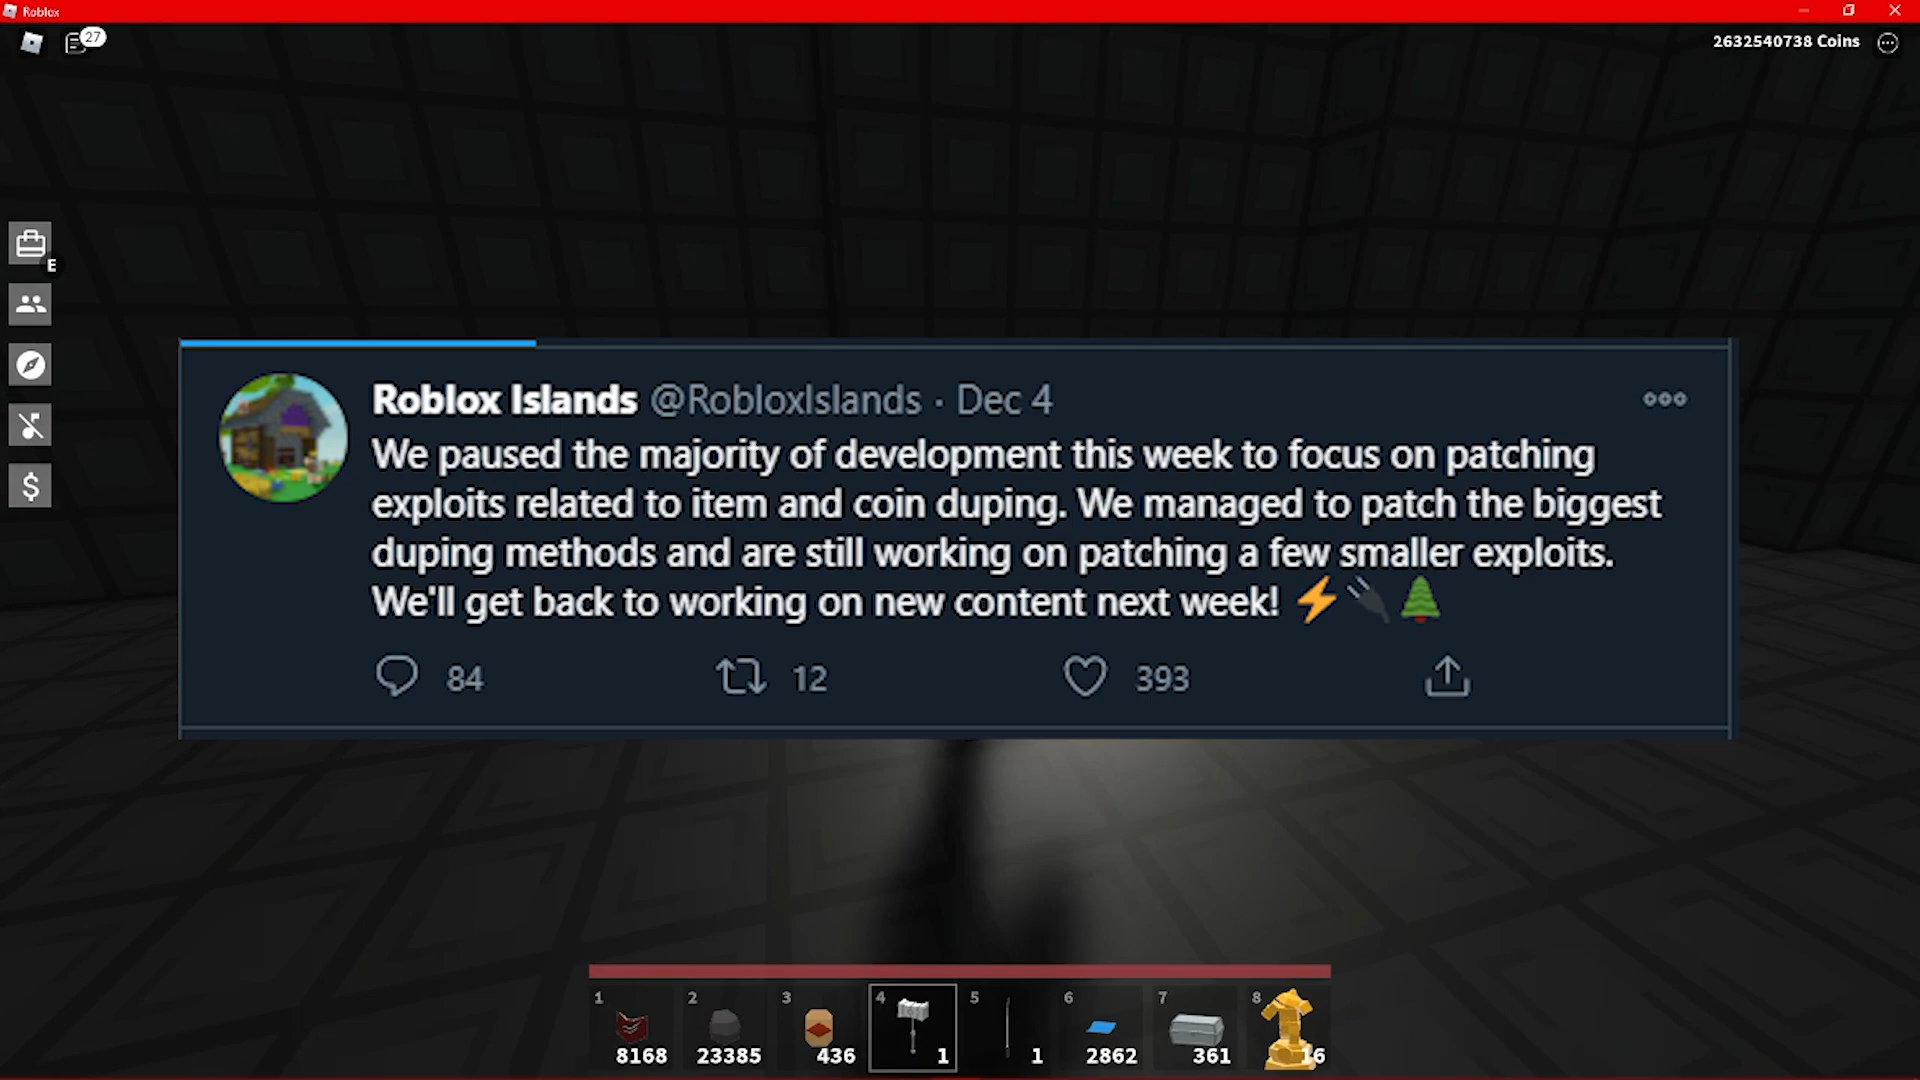 Roblox
27
2632540738 Coins
E
Roblox Islands @RobloxIslands · Dec 4
We paused the majority of development this week to focus on patching
exploits related to item and coin duping. We managed to patch the biggest
duping methods and are still working on patching a few smaller exploits.
We'll get back to working on new content next week! ⚡🔌🌲
84 12 393
1 2 3 4 5 6 7 8
8168 23385 436 1 1 2862 361 16